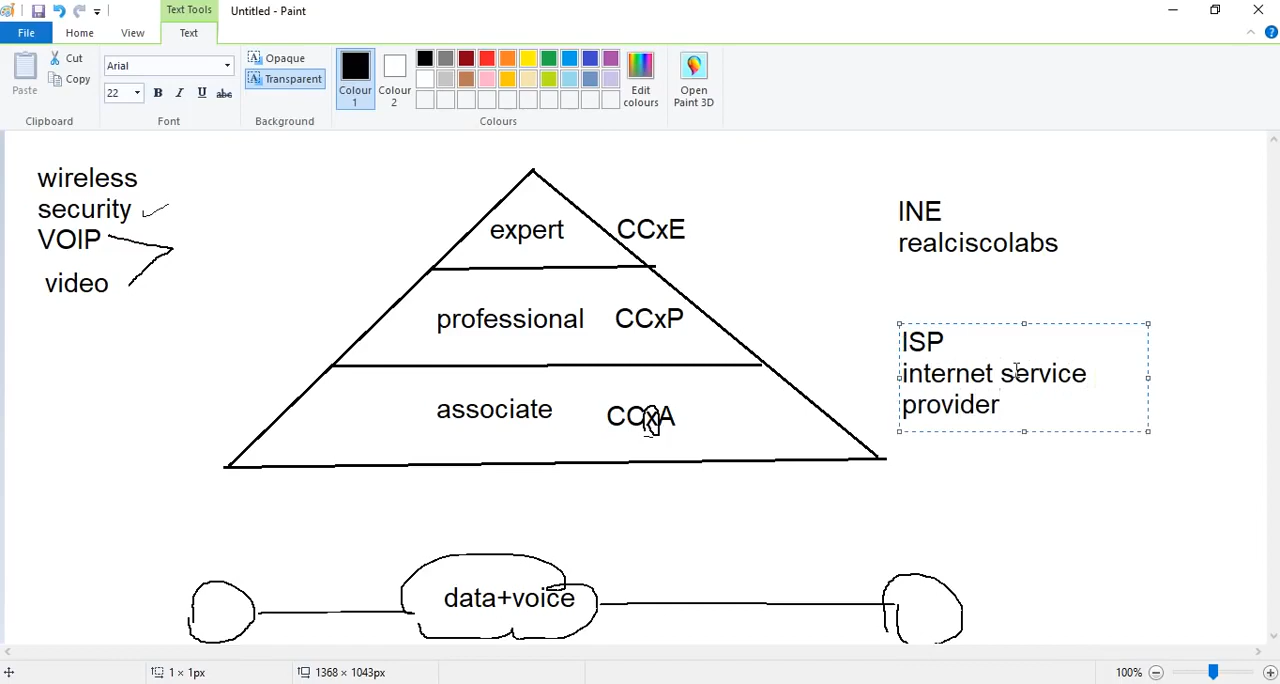 Text Tools
Untitled - Paint
File
Home
View
Text
Paste
Cut
Copy
Clipboard
Arial
22
B I U abc
Font
Opaque
Transparent
Background
Colour 1
Colour 2
Edit colours
Colours
Open Paint 3D
wireless
security
VOIP
video
expert CCxE
professional CCxP
associate CCxA
INE
realciscolabs
ISP
internet service
provider
data+voice
1 × 1px
1368 × 1043px
100%